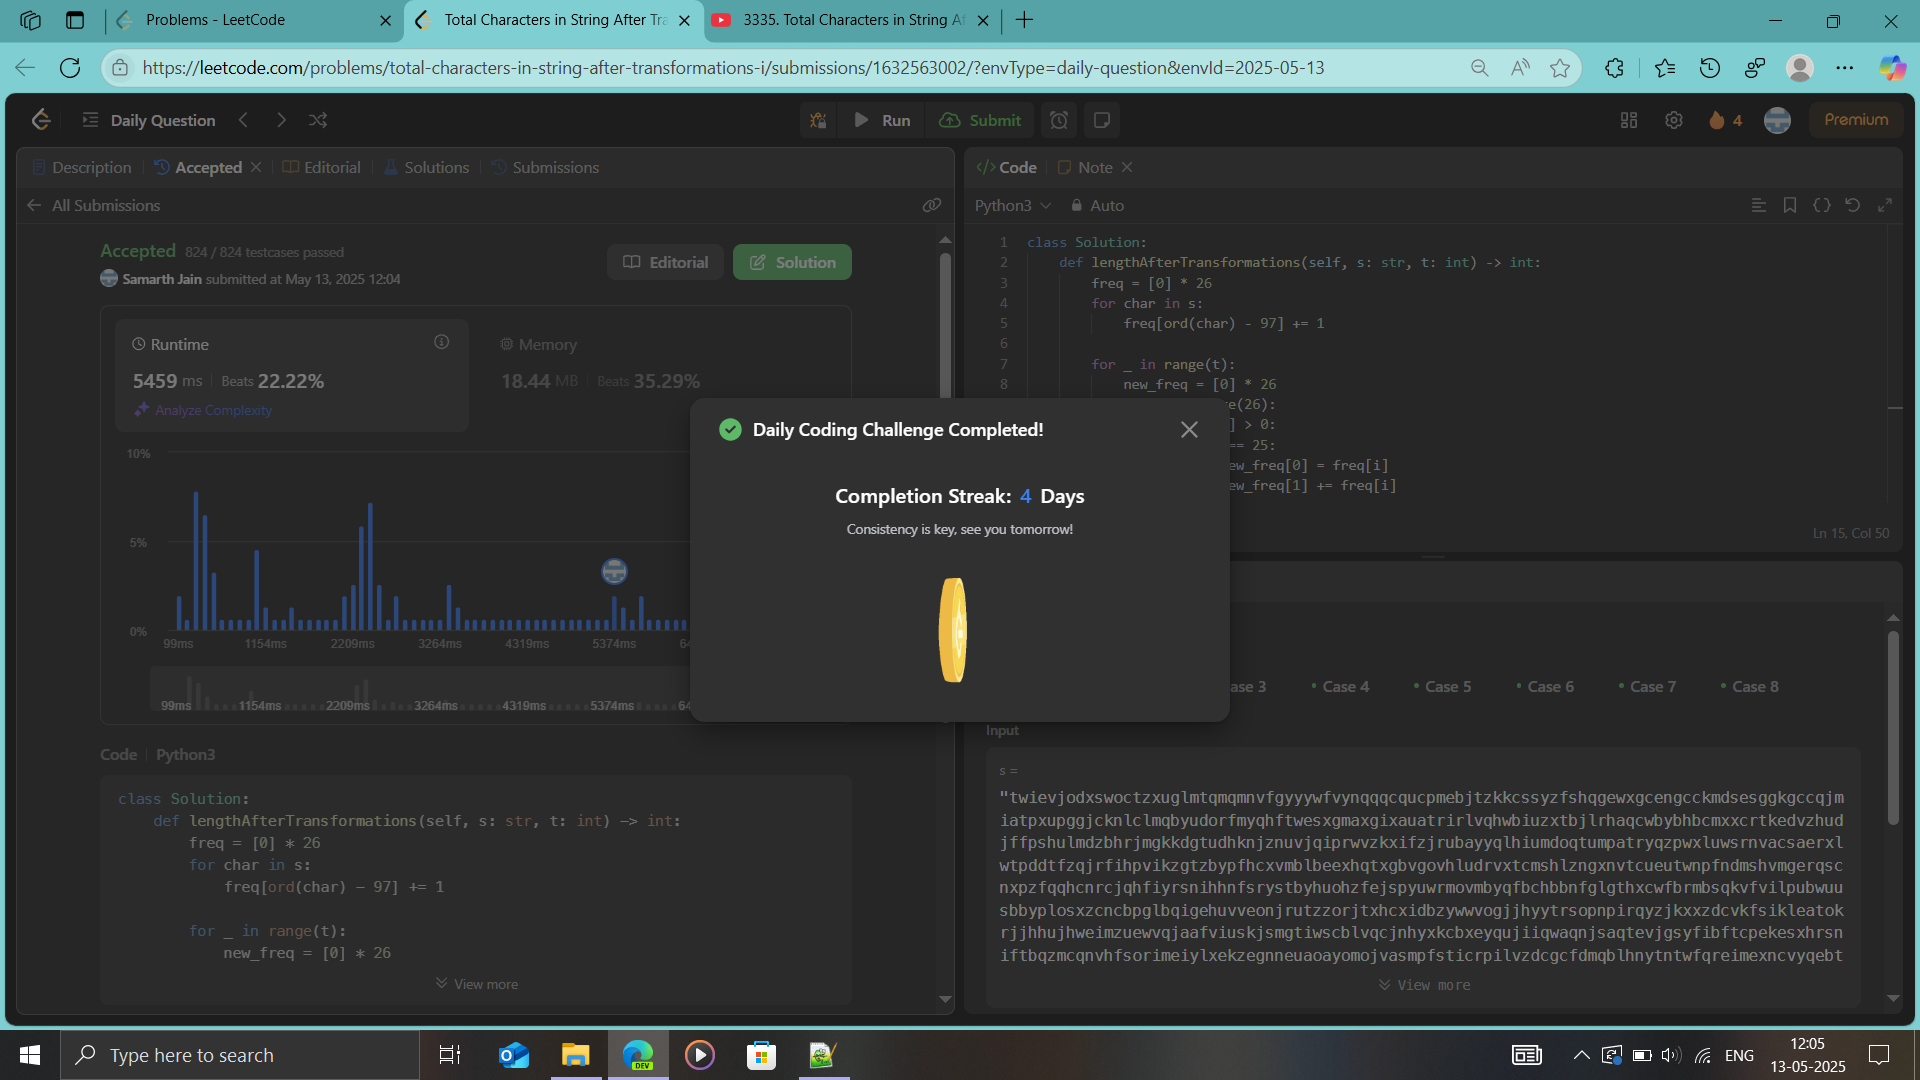 Problems - LeetCode
Total Characters in String After Tra
3335. Total Characters in String Af
https://leetcode.com/problems/total-characters-in-string-after-transformations-i/submissions/1632563002/?envType=daily-question&envId=2025-05-13
Daily Question
Run
Submit
4
Premium
Description
Accepted
Editorial
Solutions
Submissions
All Submissions
Accepted 824 / 824 testcases passed
Samarth Jain submitted at May 13, 2025 12:04
Editorial
Solution
Runtime
5459 ms
Beats 22.22%
Analyze Complexity
Memory
18.44 MB
Beats 35.29%
10%
5%
0%
99ms 1154ms 2209ms 3264ms 4319ms 5374ms 64
99ms 1154ms 2209ms 3264ms 4319ms 5374ms 64
Code | Python3
class Solution:
def lengthAfterTransformations(self, s: str, t: int) -> int:
freq = [0] * 26
for char in s:
freq[ord(char) - 97] += 1
for _ in range(t):
new_freq = [0] * 26
View more
Daily Coding Challenge Completed!
Completion Streak: 4 Days
Consistency is key, see you tomorrow!
Code
Note
Python3
Auto
1 class Solution:
2 def lengthAfterTransformations(self, s: str, t: int) -> int:
3 freq = [0] * 26
4 for char in s:
5 freq[ord(char) - 97] += 1
6
7 for _ in range(t):
8 new_freq = [0] * 26
e(26):
] > 0:
== 25:
ew_freq[0] = freq[i]
ew_freq[1] += freq[i]
Ln 15, Col 50
ase 3
Case 4
Case 5
Case 6
Case 7
Case 8
Input
s =
"twievjodxswoctzxuglmtqmqmnvfgyyywfvynqqqcqucpmebjtzkkcssyzfshqgewxgcengcckmdsesggkgccqjm
iatpxupggjcknlclmqbyudorfmyqhftwesxgmaxgixauatrirlvqhwbiuzxtbjlrhaqcwbybhbcmxxcrtkedvzhud
jffpshulmdzbhrjmgkkdgtudhknjznuvjqiprwvzkxifzjrubayyqlhiumdoqtumpatryqzpwxluwsrnvacsaerxl
wtpddtfzqjrfihpvikzgtzbypfhcxvmblbeexhqtxgbvgovhludrvxtcmshlzngxnvtcueutwnpfndmshvmgerqsc
nxpzfqqhcnrcjqhfiyrsnihhnfsrystbyhuohzfejspyuwrmovmbyqfbchbbnfglgthxcwfbrmbsqkvfvilpubwuu
sbbyplosxzcncbpglbqigehuvveonjrutzzorjtxhcxidbzywwvogjjhyytrsopnpirqyzjkxxzdcvkfsikleatok
rjjhhujhweimzuewvqjaafviuskjsmgtiwscblvqcjnhyxkcbxeyqujiiqwaqnjsaqtevjgsyfibftcpekesxhrsn
iftbqzmcqnvhfsorimeiylxekzegnneuaoayomojvasmpfsticrpilvzdcgcfdmqblhnytntwfqreimexncvyqebt
View more
Type here to search
DEV
ENG
12:05
13-05-2025